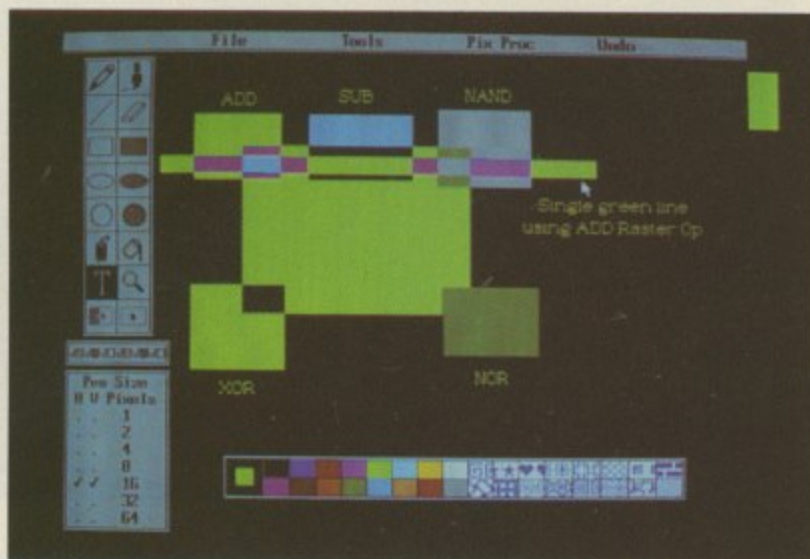 File Tools Pix Proc Undo
ADD SUB NAND
Single green line
using ADD Raster Op
T
XOR NOR
Pen Size
H V Pixels
1
2
4
8
16
32
64